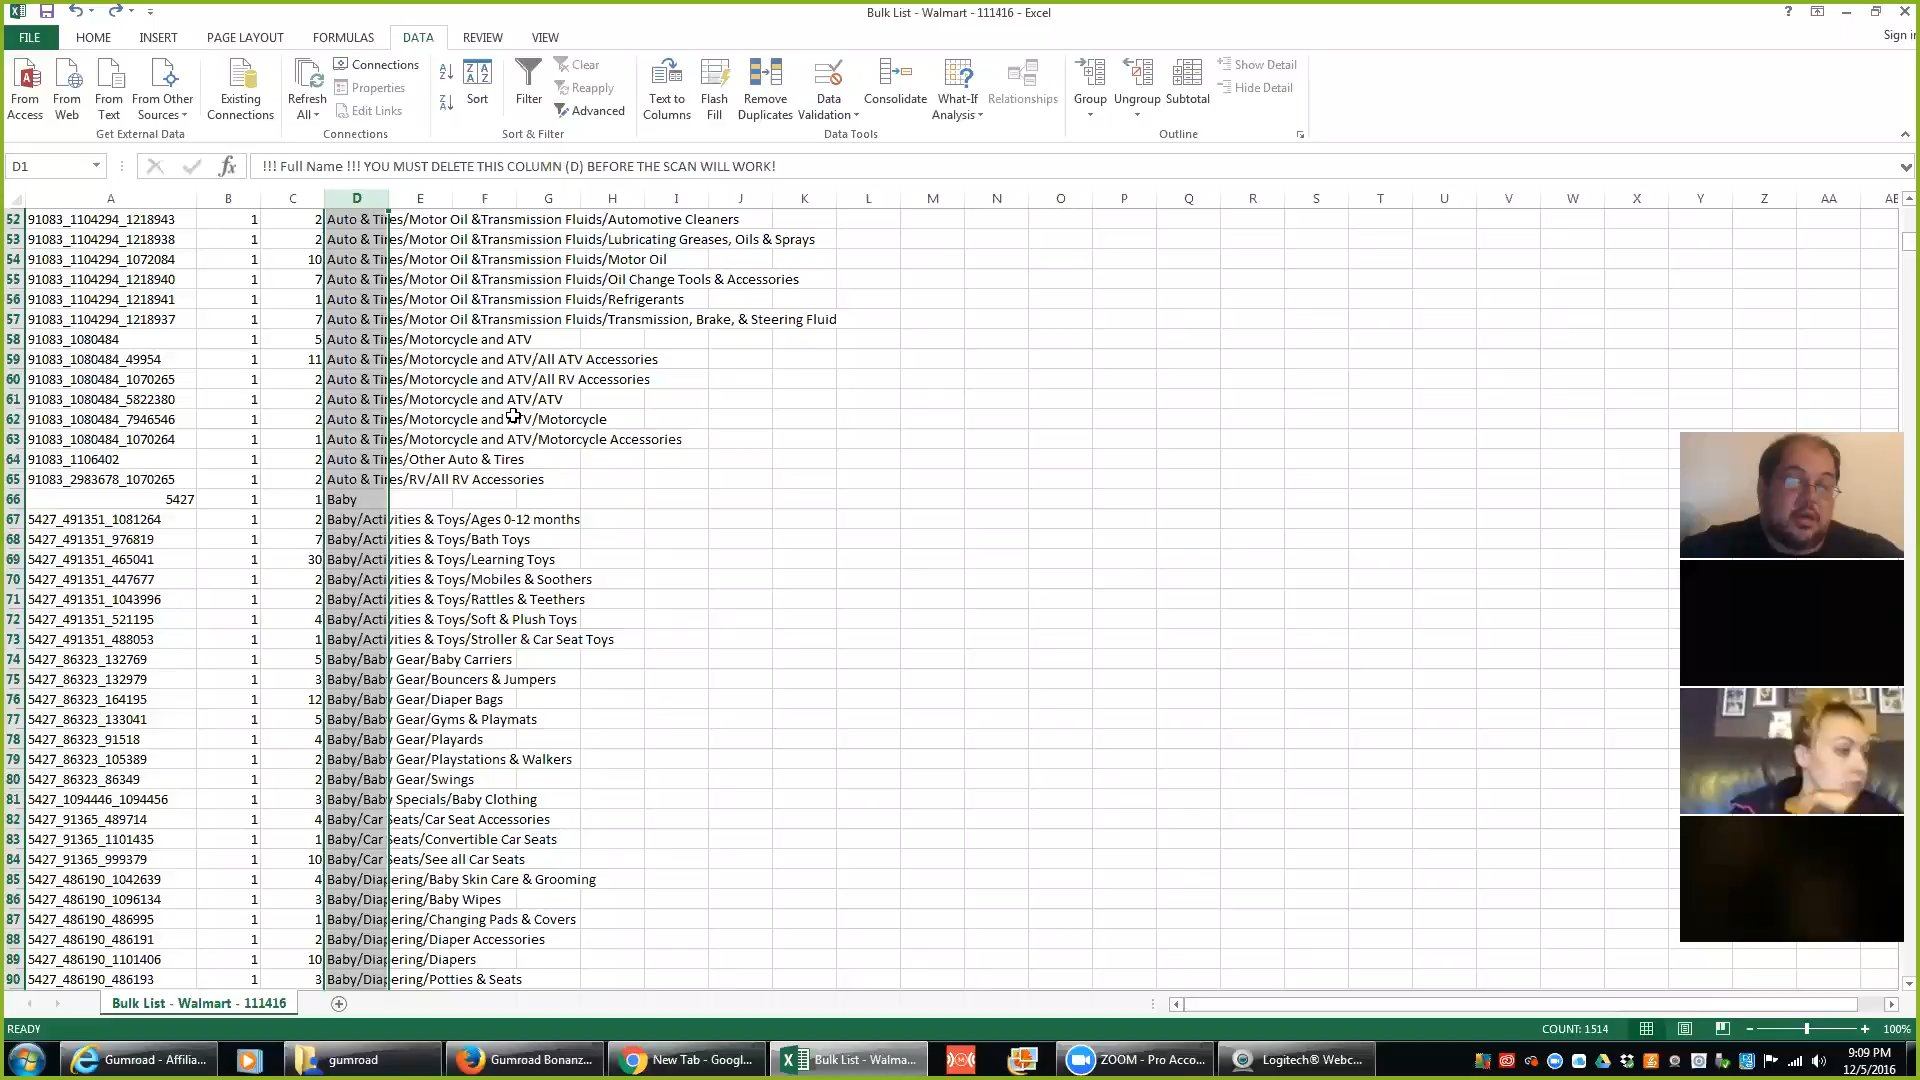 Bulk List - Walmart - 111416 - Excel
FILE HOME INSERT PAGE LAYOUT FORMULAS DATA REVIEW VIEW Sign in
From Access From Web From Text From Other Sources Existing Connections Refresh All Connections Properties Edit Links Sort Filter Clear Reapply Advanced Text to Columns Flash Fill Remove Duplicates Data Validation Consolidate What-If Analysis Relationships Group Ungroup Subtotal Show Detail Hide Detail
Get External Data Connections Sort & Filter Data Tools Outline
D1 fx !!! Full Name !!! YOU MUST DELETE THIS COLUMN (D) BEFORE THE SCAN WILL WORK!
A B C D E F G H I J K L M N O P Q R S T U V W X Y Z AA AE
52 91083_1104294_1218943 1 2 Auto & Tires/Motor Oil &Transmission Fluids/Automotive Cleaners
53 91083_1104294_1218938 1 2 Auto & Tires/Motor Oil &Transmission Fluids/Lubricating Greases, Oils & Sprays
54 91083_1104294_1072084 1 10 Auto & Tires/Motor Oil &Transmission Fluids/Motor Oil
55 91083_1104294_1218940 1 7 Auto & Tires/Motor Oil &Transmission Fluids/Oil Change Tools & Accessories
56 91083_1104294_1218941 1 1 Auto & Tires/Motor Oil &Transmission Fluids/Refrigerants
57 91083_1104294_1218937 1 7 Auto & Tires/Motor Oil &Transmission Fluids/Transmission, Brake, & Steering Fluid
58 91083_1080484 1 5 Auto & Tires/Motorcycle and ATV
59 91083_1080484_49954 1 11 Auto & Tires/Motorcycle and ATV/All ATV Accessories
60 91083_1080484_1070265 1 2 Auto & Tires/Motorcycle and ATV/All RV Accessories
61 91083_1080484_5822380 1 2 Auto & Tires/Motorcycle and ATV/ATV
62 91083_1080484_7946546 1 2 Auto & Tires/Motorcycle and ATV/Motorcycle
63 91083_1080484_1070264 1 1 Auto & Tires/Motorcycle and ATV/Motorcycle Accessories
64 91083_1106402 1 2 Auto & Tires/Other Auto & Tires
65 91083_2983678_1070265 1 2 Auto & Tires/RV/All RV Accessories
66 5427 1 1 Baby
67 5427_491351_1081264 1 2 Baby/Activities & Toys/Ages 0-12 months
68 5427_491351_976819 1 7 Baby/Activities & Toys/Bath Toys
69 5427_491351_465041 1 30 Baby/Activities & Toys/Learning Toys
70 5427_491351_447677 1 2 Baby/Activities & Toys/Mobiles & Soothers
71 5427_491351_1043996 1 2 Baby/Activities & Toys/Rattles & Teethers
72 5427_491351_521195 1 4 Baby/Activities & Toys/Soft & Plush Toys
73 5427_491351_488053 1 1 Baby/Activities & Toys/Stroller & Car Seat Toys
74 5427_86323_132769 1 5 Baby/Baby Gear/Baby Carriers
75 5427_86323_132979 1 3 Baby/Baby Gear/Bouncers & Jumpers
76 5427_86323_164195 1 12 Baby/Baby Gear/Diaper Bags
77 5427_86323_133041 1 5 Baby/Baby Gear/Gyms & Playmats
78 5427_86323_91518 1 4 Baby/Baby Gear/Playards
79 5427_86323_105389 1 2 Baby/Baby Gear/Playstations & Walkers
80 5427_86323_86349 1 2 Baby/Baby Gear/Swings
81 5427_1094446_1094456 1 3 Baby/Baby Specials/Baby Clothing
82 5427_91365_489714 1 4 Baby/Car Seats/Car Seat Accessories
83 5427_91365_1101435 1 1 Baby/Car Seats/Convertible Car Seats
84 5427_91365_999379 1 10 Baby/Car Seats/See all Car Seats
85 5427_486190_1042639 1 4 Baby/Diapering/Baby Skin Care & Grooming
86 5427_486190_1096134 1 3 Baby/Diapering/Baby Wipes
87 5427_486190_486995 1 1 Baby/Diapering/Changing Pads & Covers
88 5427_486190_486191 1 2 Baby/Diapering/Diaper Accessories
89 5427_486190_1101406 1 10 Baby/Diapering/Diapers
90 5427_486190_486193 1 3 Baby/Diapering/Potties & Seats
Bulk List - Walmart - 111416
READY COUNT: 1514 100%
Gumroad - Affilia... gumroad Gumroad Bonanz... New Tab - Googl... Bulk List - Walma... ZOOM - Pro Acco... Logitech® Webc... 9:09 PM
12/5/2016